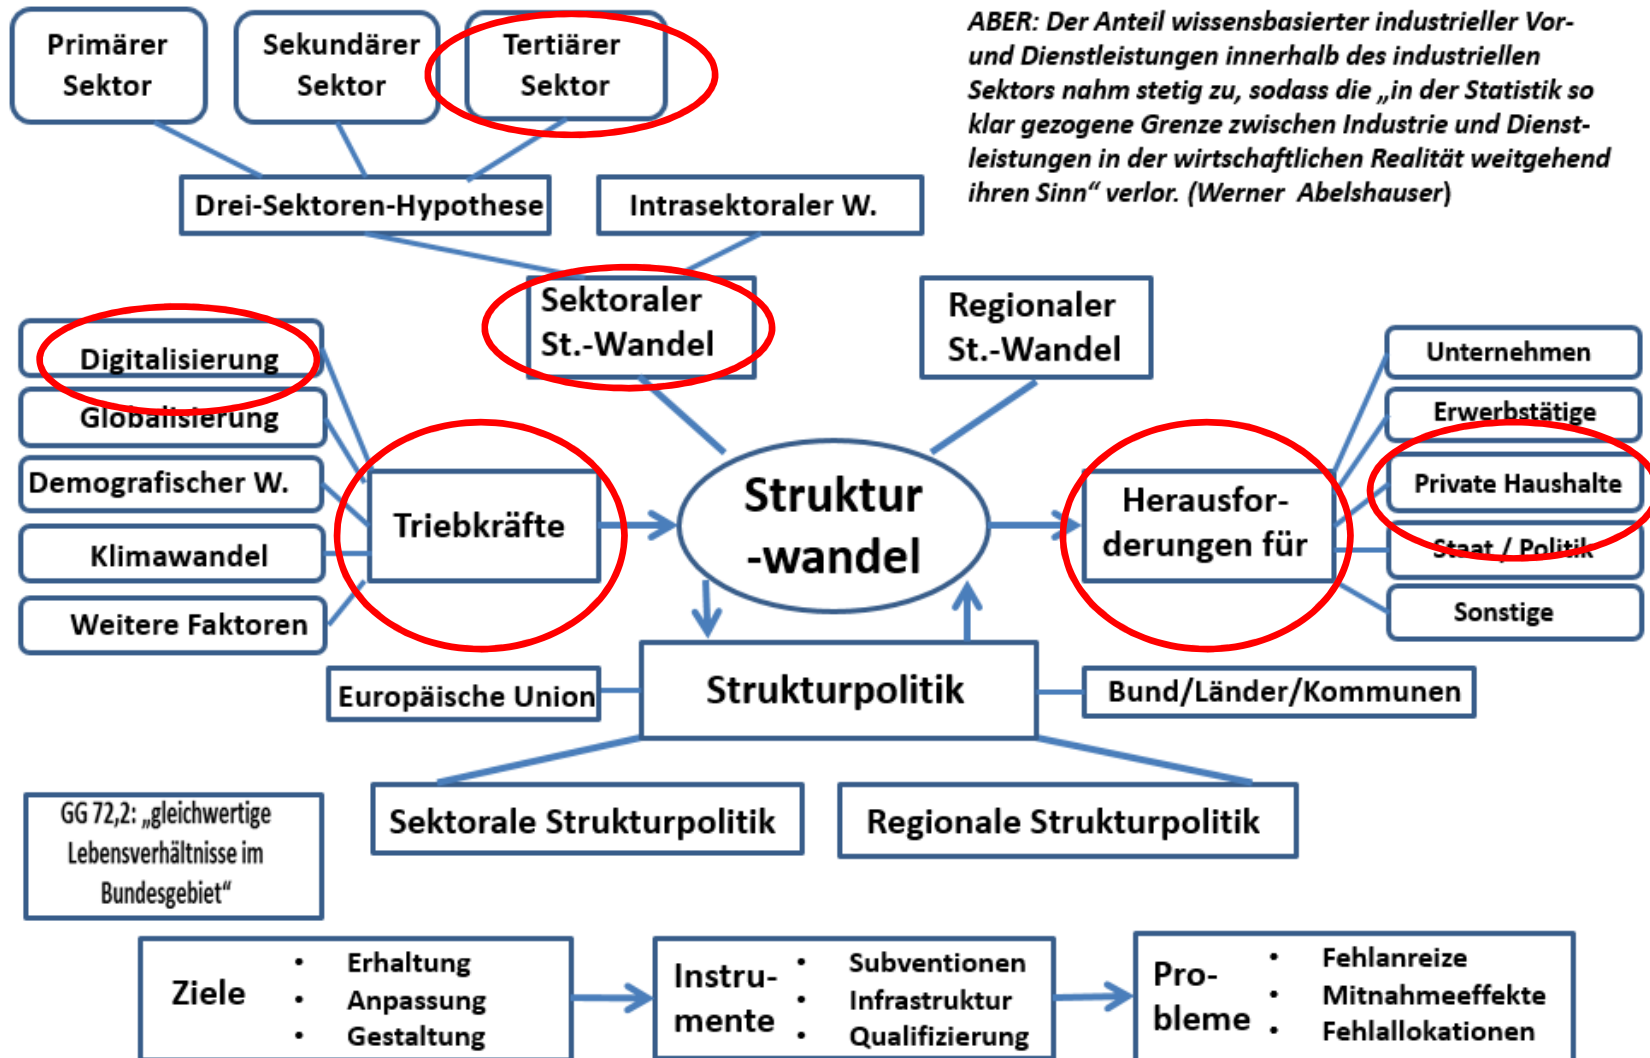 Primärer
Sektor
Sekundärer
Sektor
Tertiärer
Sektor
ABER: Der Anteil wissensbasierter industrieller Vor-
und Dienstleistungen innerhalb des industriellen
Sektors nahm stetig zu, sodass die „in der Statistik so
klar gezogene Grenze zwischen Industrie und Dienst-
leistungen in der wirtschaftlichen Realität weitgehend
ihren Sinn“ verlor. (Werner Abelshauser)
Drei-Sektoren-Hypothese
Intrasektoraler W.
Sektoraler
St.-Wandel
Regionaler
St.-Wandel
Digitalisierung
Globalisierung
Demografischer W.
Klimawandel
Weitere Faktoren
Triebkräfte
Struktur
-wandel
Herausfor-
derungen für
Unternehmen
Erwerbstätige
Private Haushalte
Staat / Politik
Sonstige
Europäische Union
Strukturpolitik
Bund/Länder/Kommunen
Sektorale Strukturpolitik
Regionale Strukturpolitik
GG 72,2: „gleichwertige
Lebensverhältnisse im
Bundesgebiet“
Ziele
• Erhaltung
• Anpassung
• Gestaltung
Instru-
mente
• Subventionen
• Infrastruktur
• Qualifizierung
Pro-
bleme
• Fehlanreize
• Mitnahmeeffekte
• Fehlallokationen